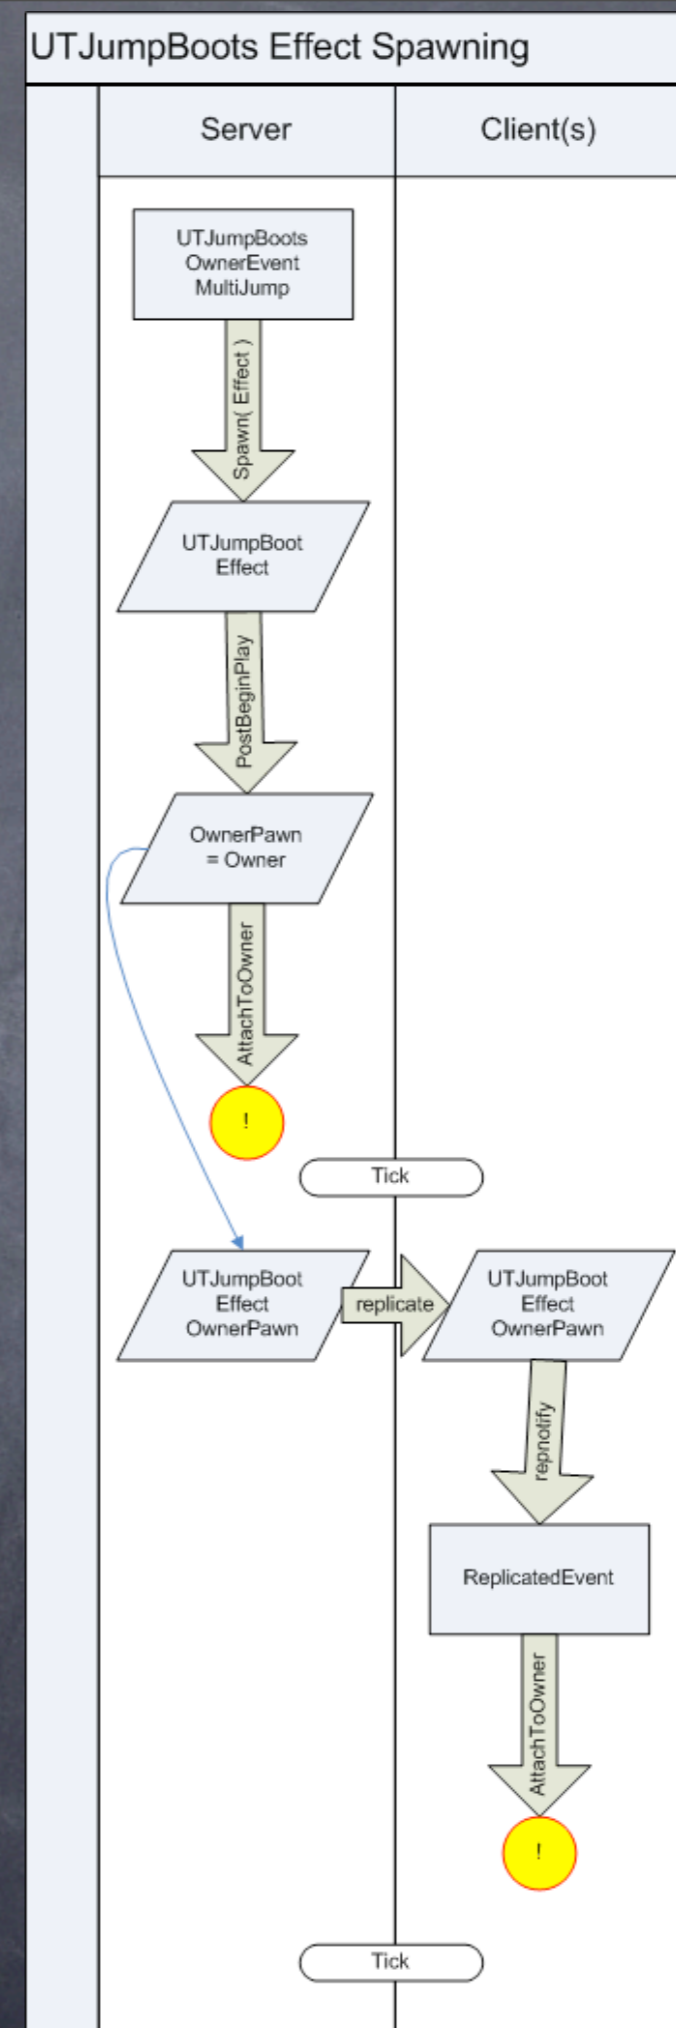 UTJumpBoots Effect Spawning
Server
Client(s)
UTJumpBoots
OwnerEvent
MultiJump
Spawn( Effect )
UTJumpBoot
Effect
PostBeginPlay
OwnerPawn
= Owner
AttachToOwner
!
Tick
UTJumpBoot
Effect
OwnerPawn
replicate
UTJumpBoot
Effect
OwnerPawn
repnotify
ReplicatedEvent
AttachToOwner
!
Tick